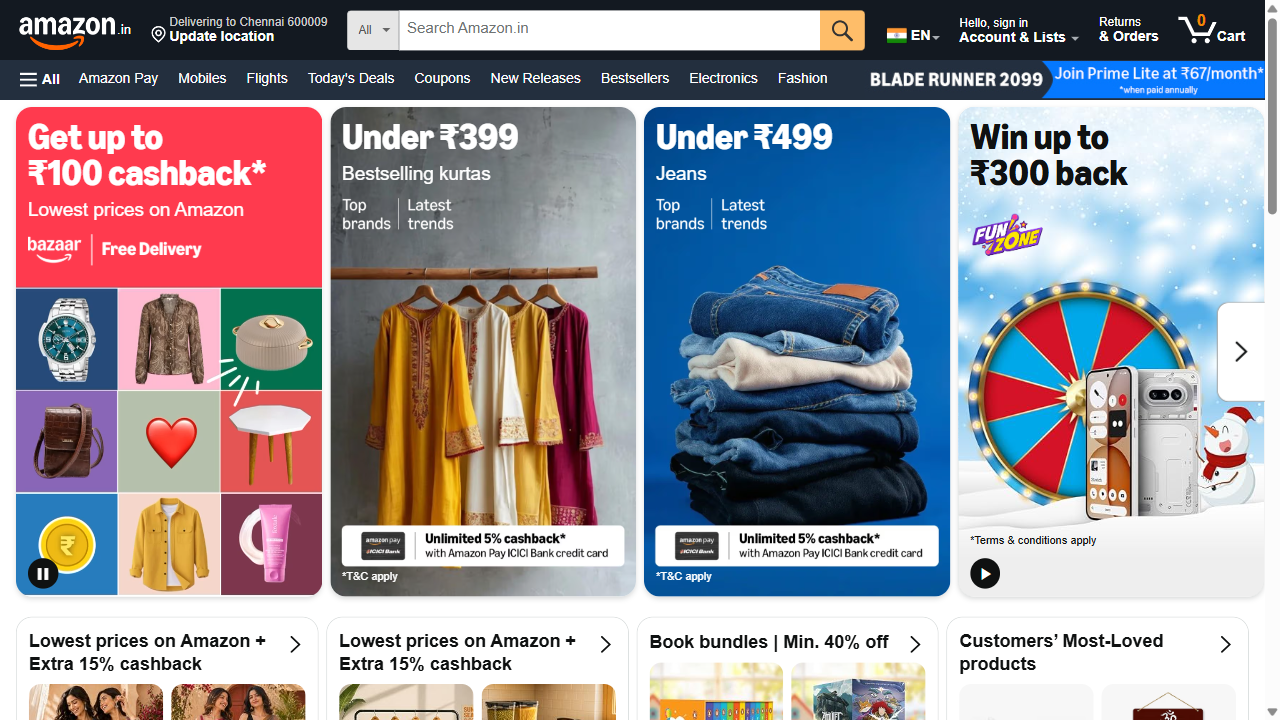 amazon.in
Delivering to Chennai 600009
Update location
All
Search Amazon.in
EN
Hello, sign in
Account & Lists
Returns
& Orders
0
Cart
All
Amazon Pay
Mobiles
Flights
Today's Deals
Coupons
New Releases
Bestsellers
Electronics
Fashion
BLADE RUNNER 2099
Join Prime Lite at ₹67/month*
*when paid annually
Get up to
₹100 cashback*
Lowest prices on Amazon
bazaar
Free Delivery
Under ₹399
Bestselling kurtas
Top
brands
Latest
trends
amazon pay
ICICI Bank
Unlimited 5% cashback*
with Amazon Pay ICICI Bank credit card
*T&C apply
Under ₹499
Jeans
Top
brands
Latest
trends
amazon pay
ICICI Bank
Unlimited 5% cashback*
with Amazon Pay ICICI Bank credit card
*T&C apply
Win up to
₹300 back
FUN
ZONE
*Terms & conditions apply
Lowest prices on Amazon +
Extra 15% cashback
Lowest prices on Amazon +
Extra 15% cashback
Book bundles | Min. 40% off
Customers’ Most-Loved
products